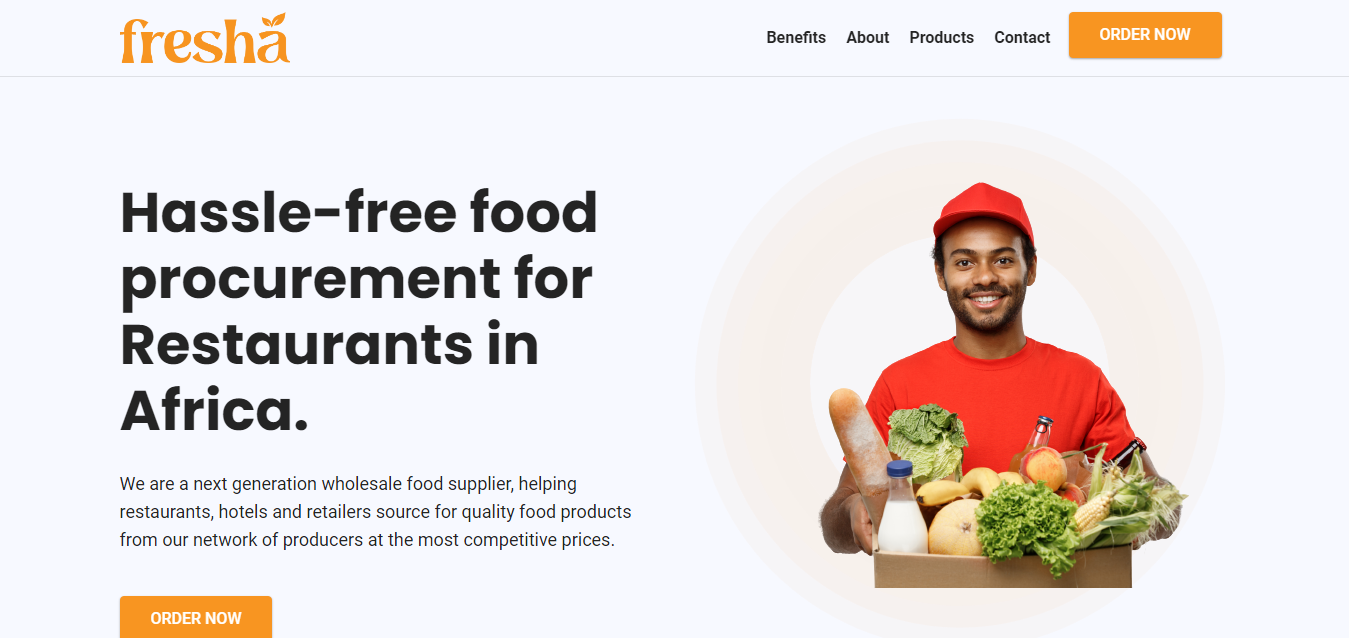 fresha
Benefits About Products Contact ORDER NOW
Hassle-free food
procurement for
Restaurants in
Africa.
We are a next generation wholesale food supplier, helping
restaurants, hotels and retailers source for quality food products
from our network of producers at the most competitive prices.
ORDER NOW